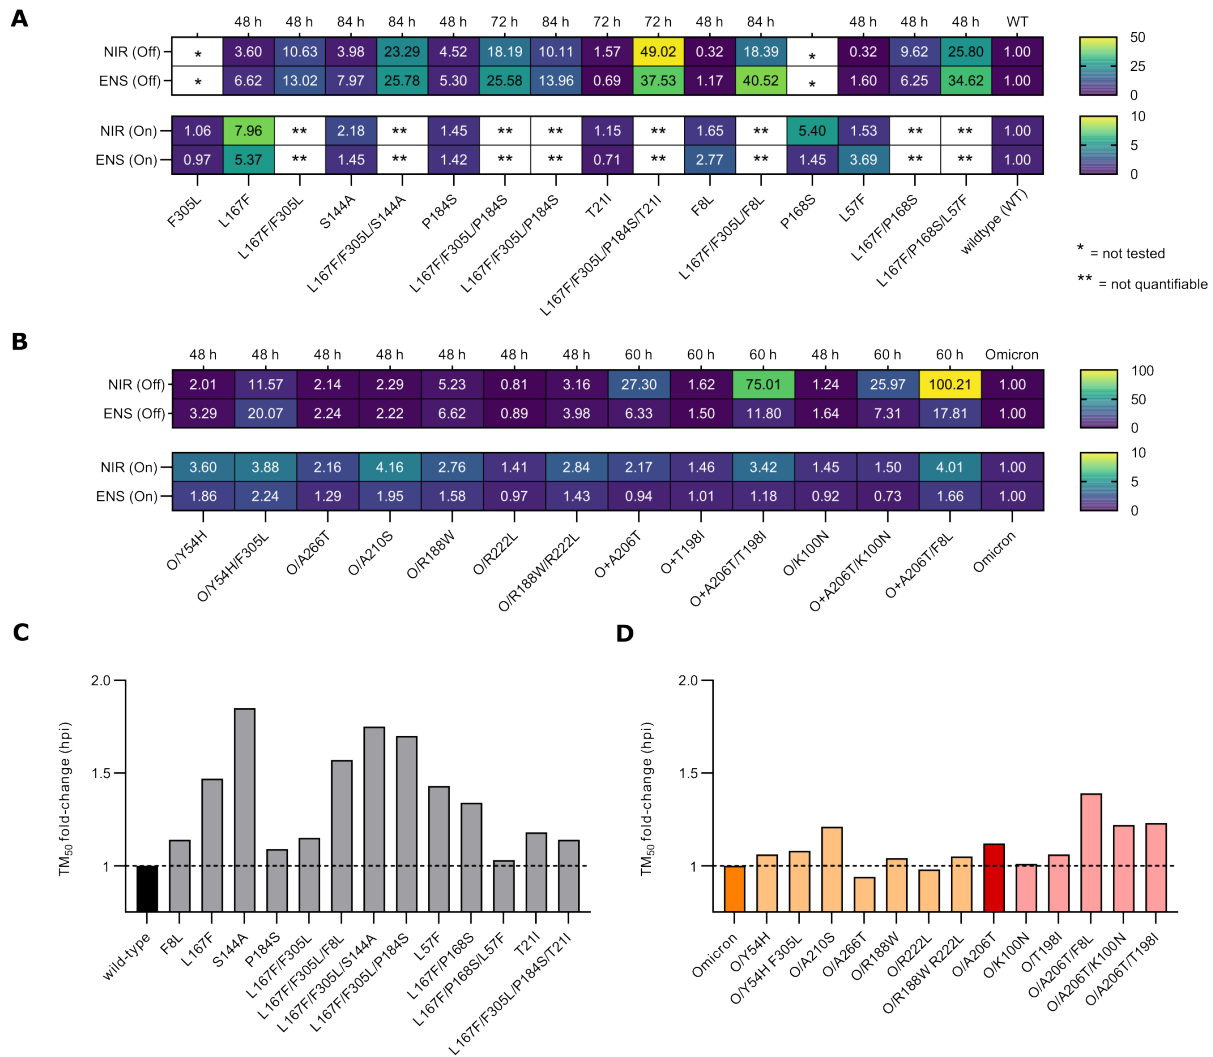 A
48 h 48 h 84 h 84 h 48 h 72 h 84 h 72 h 72 h 48 h 84 h 48 h 48 h 48 h WT
NIR (Off) * 3.60 10.63 3.98 23.29 4.52 18.19 10.11 1.57 49.02 0.32 18.39 * 0.32 9.62 25.80 1.00
ENS (Off) * 6.62 13.02 7.97 25.78 5.30 25.58 13.96 0.69 37.53 1.17 40.52 * 1.60 6.25 34.62 1.00
50
25
0
NIR (On) 1.06 7.96 ** 2.18 ** 1.45 ** ** 1.15 ** 1.65 ** 5.40 1.53 ** ** 1.00
ENS (On) 0.97 5.37 ** 1.45 ** 1.42 ** ** 0.71 ** 2.77 ** 1.45 3.69 ** ** 1.00
10
5
0
F305L
L167F
L167F/F305L
S144A
L167F/F305L/S144A
P184S
L167F/F305L/P184S
L167F/F305L/P184S
T21I
L167F/F305L/P184S/T21I
F8L
L167F/F305L/F8L
P168S
L57F
L167F/P168S
L167F/P168S/L57F
wildtype (WT)
* = not tested
** = not quantifiable
B
48 h 48 h 48 h 48 h 48 h 48 h 48 h 60 h 60 h 60 h 48 h 60 h 60 h Omicron
NIR (Off) 2.01 11.57 2.14 2.29 5.23 0.81 3.16 27.30 1.62 75.01 1.24 25.97 100.21 1.00
ENS (Off) 3.29 20.07 2.24 2.22 6.62 0.89 3.98 6.33 1.50 11.80 1.64 7.31 17.81 1.00
100
50
0
NIR (On) 3.60 3.88 2.16 4.16 2.76 1.41 2.84 2.17 1.46 3.42 1.45 1.50 4.01 1.00
ENS (On) 1.86 2.24 1.29 1.95 1.58 0.97 1.43 0.94 1.01 1.18 0.92 0.73 1.66 1.00
10
5
0
O/Y54H
O/Y54H/F305L
O/A266T
O/A210S
O/R188W
O/R222L
O/R188W/R222L
O+A206T
O+T198I
O+A206T/T198I
O/K100N
O+A206T/K100N
O+A206T/F8L
Omicron
C
TM50 fold-change (hpi)
2.0
1.5
1
wild-type
F8L
L167F
S144A
P184S
L167F/F305L
L167F/F305L/F8L
L167F/F305L/S144A
L167F/F305L/P184S
L57F
L167F/P168S
L167F/P168S/L57F
T21I
L167F/F305L/P184S/T21I
D
TM50 fold-change (hpi)
2.0
1.5
1
Omicron
O/Y54H
O/Y54H F305L
O/A210S
O/A266T
O/R188W
O/R222L
O/R188W R222L
O/A206T
O/K100N
O/T198I
O/A206T/F8L
O/A206T/K100N
O/A206T/T198I